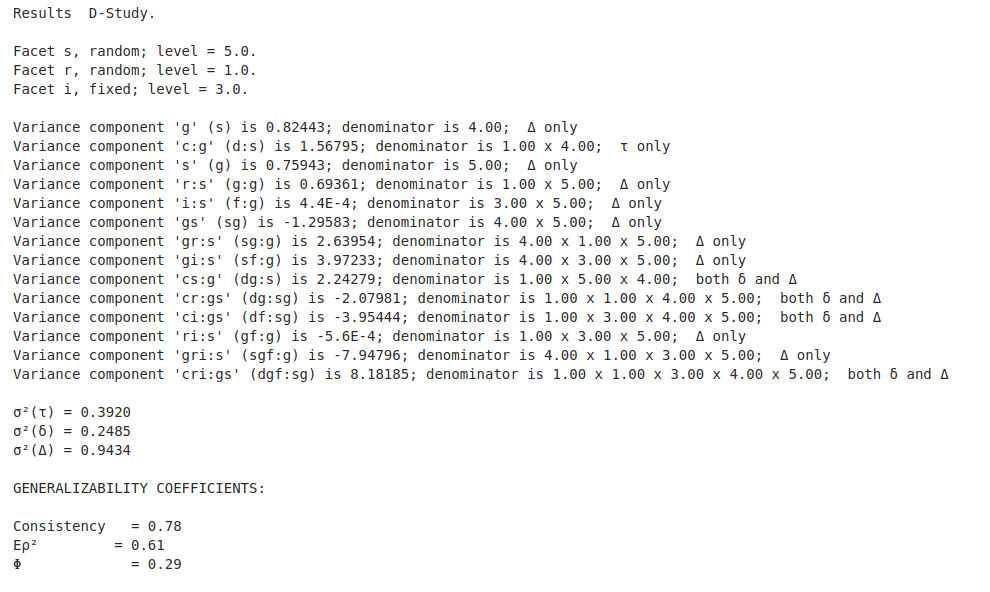 Results  D-Study.
Facet s, random; level = 5.0.
Facet r, random; level = 1.0.
Facet i, fixed; level = 3.0.
Variance component 'g' (s) is 0.82443; denominator is 4.00;  Δ only
Variance component 'c:g' (d:s) is 1.56795; denominator is 1.00 x 4.00;  τ only
Variance component 's' (g) is 0.75943; denominator is 5.00;  Δ only
Variance component 'r:s' (g:g) is 0.69361; denominator is 1.00 x 5.00;  Δ only
Variance component 'i:s' (f:g) is 4.4E-4; denominator is 3.00 x 5.00;  Δ only
Variance component 'gs' (sg) is -1.29583; denominator is 4.00 x 5.00;  Δ only
Variance component 'gr:s' (sg:g) is 2.63954; denominator is 4.00 x 1.00 x 5.00;  Δ only
Variance component 'gi:s' (sf:g) is 3.97233; denominator is 4.00 x 3.00 x 5.00;  Δ only
Variance component 'cs:g' (dg:s) is 2.24279; denominator is 1.00 x 5.00 x 4.00;  both δ and Δ
Variance component 'cr:gs' (dg:sg) is -2.07981; denominator is 1.00 x 1.00 x 4.00 x 5.00;  both δ and Δ
Variance component 'ci:gs' (df:sg) is -3.95444; denominator is 1.00 x 3.00 x 4.00 x 5.00;  both δ and Δ
Variance component 'ri:s' (gf:g) is -5.6E-4; denominator is 1.00 x 3.00 x 5.00;  Δ only
Variance component 'gri:s' (sgf:g) is -7.94796; denominator is 4.00 x 1.00 x 3.00 x 5.00;  Δ only
Variance component 'cri:gs' (dgf:sg) is 8.18185; denominator is 1.00 x 1.00 x 3.00 x 4.00 x 5.00;  both δ and Δ
σ²(τ) = 0.3920
σ²(δ) = 0.2485
σ²(Δ) = 0.9434
GENERALIZABILITY COEFFICIENTS:
Consistency   = 0.78
Eρ²         = 0.61
Φ             = 0.29